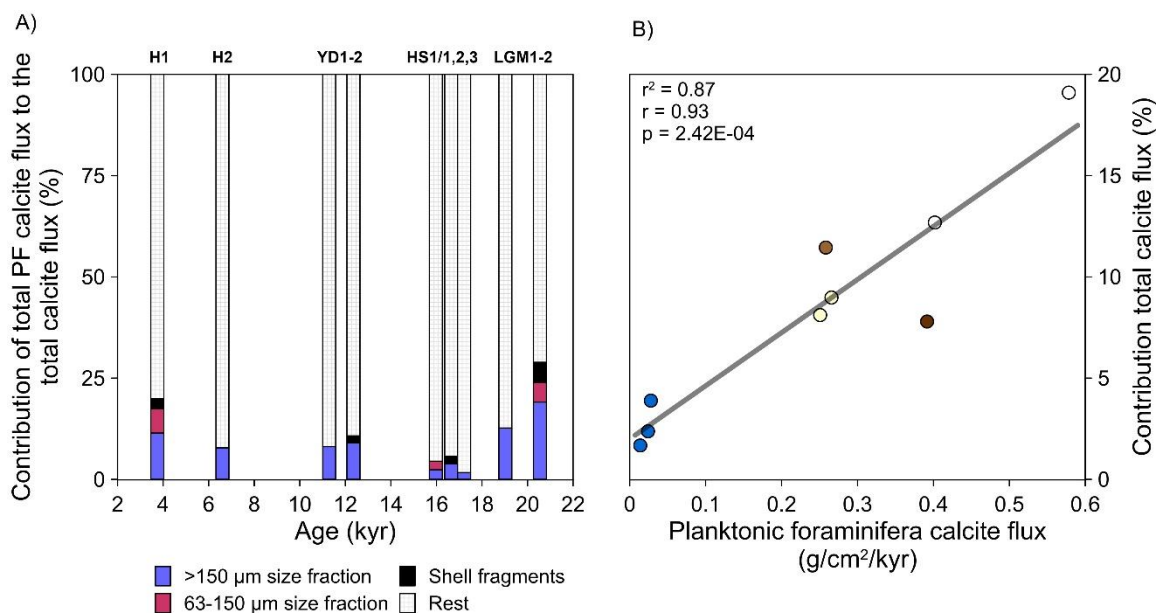 A)
H1 H2 YD1-2 HS1/1,2,3 LGM1-2
Contribution of total PF calcite flux to the
total calcite flux (%)
100
75
50
25
0
2 4 6 8 10 12 14 16 18 20 22
Age (kyr)
>150 µm size fraction
63-150 µm size fraction
Shell fragments
Rest
B)
r² = 0.87
r = 0.93
p = 2.42E-04
20
15
10
5
0
Contribution total calcite flux (%)
0 0.1 0.2 0.3 0.4 0.5 0.6
Planktonic foraminifera calcite flux
(g/cm²/kyr)